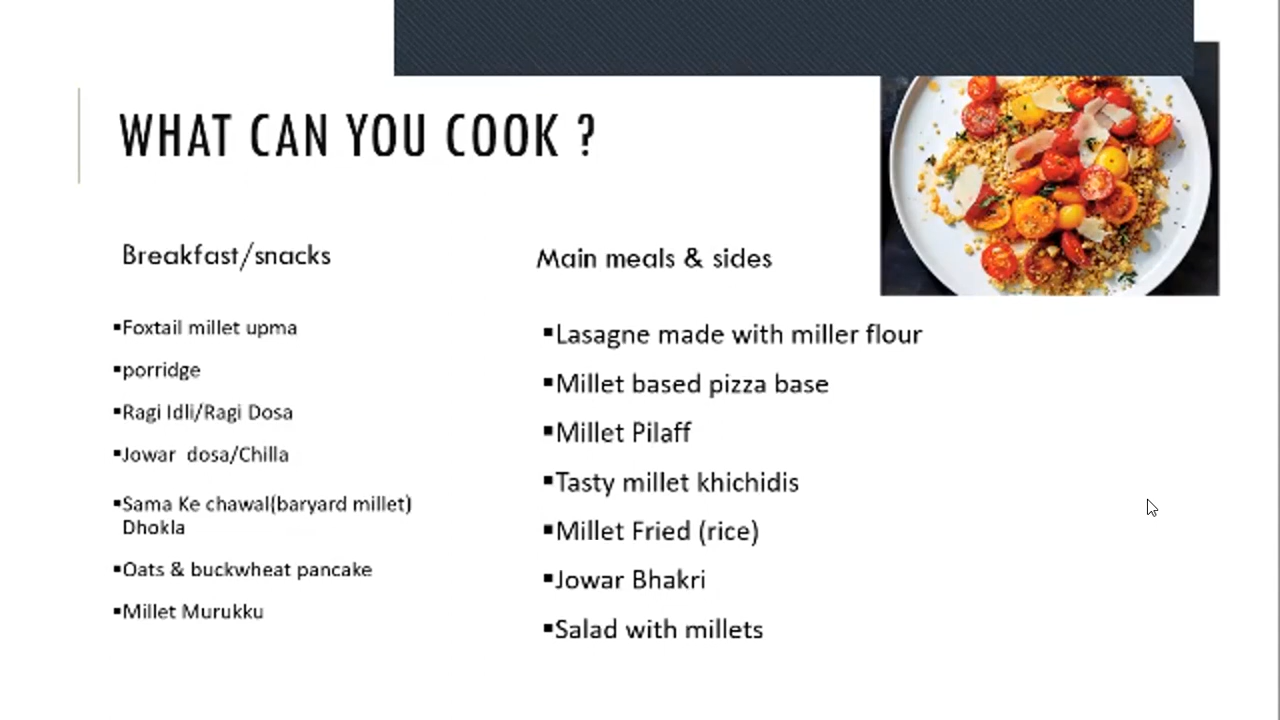 WHAT CAN YOU COOK ?
Breakfast/snacks
▪Foxtail millet upma
▪porridge
▪Ragi Idli/Ragi Dosa
▪Jowar dosa/Chilla
▪Sama Ke chawal(baryard millet)
Dhokla
▪Oats & buckwheat pancake
▪Millet Murukku
Main meals & sides
▪Lasagne made with miller flour
▪Millet based pizza base
▪Millet Pilaff
▪Tasty millet khichidis
▪Millet Fried (rice)
▪Jowar Bhakri
▪Salad with millets